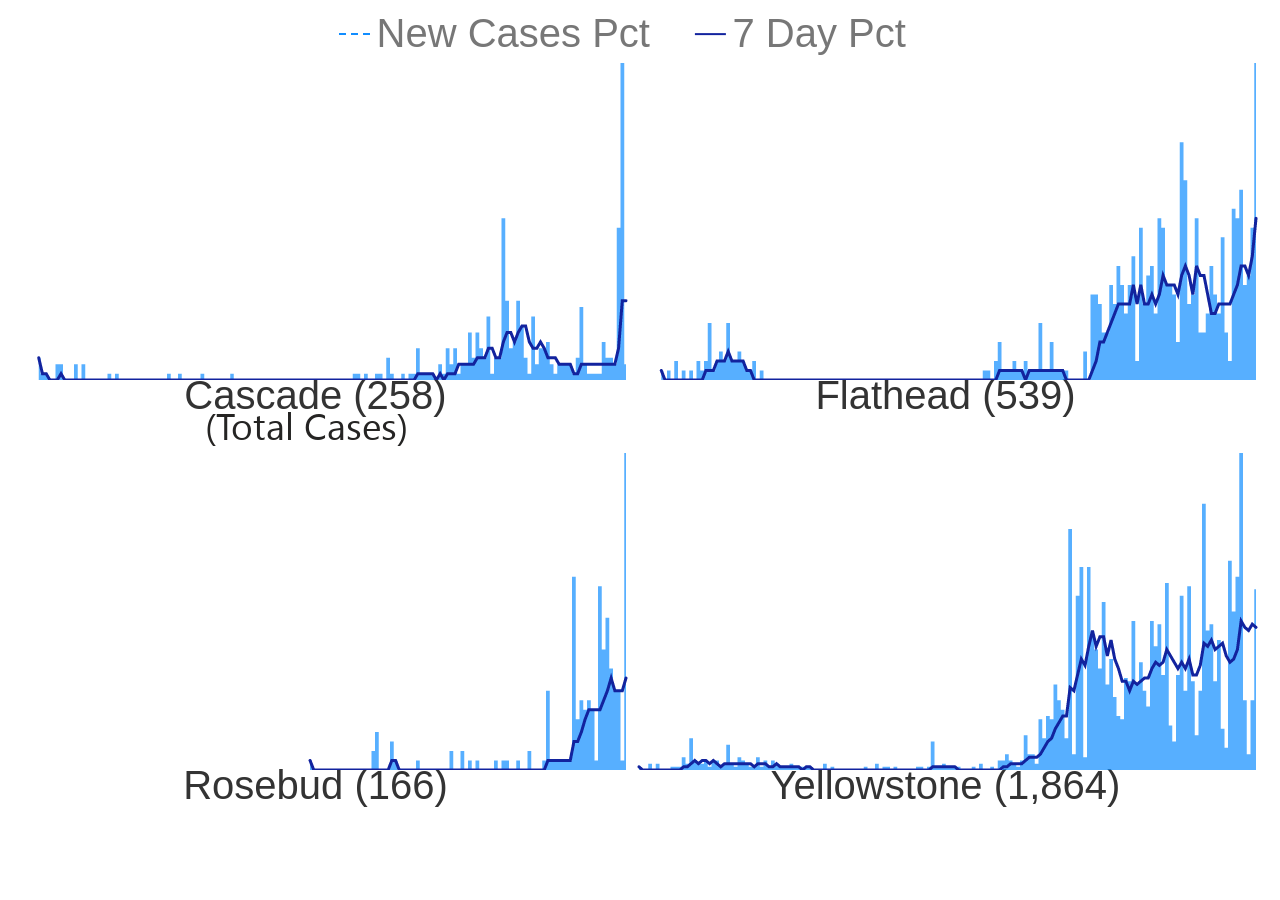 New Cases Pct 7 Day Pct
Cascade (258) Flathead (539)
(Total Cases)
Rosebud (166) Yellowstone (1,864)